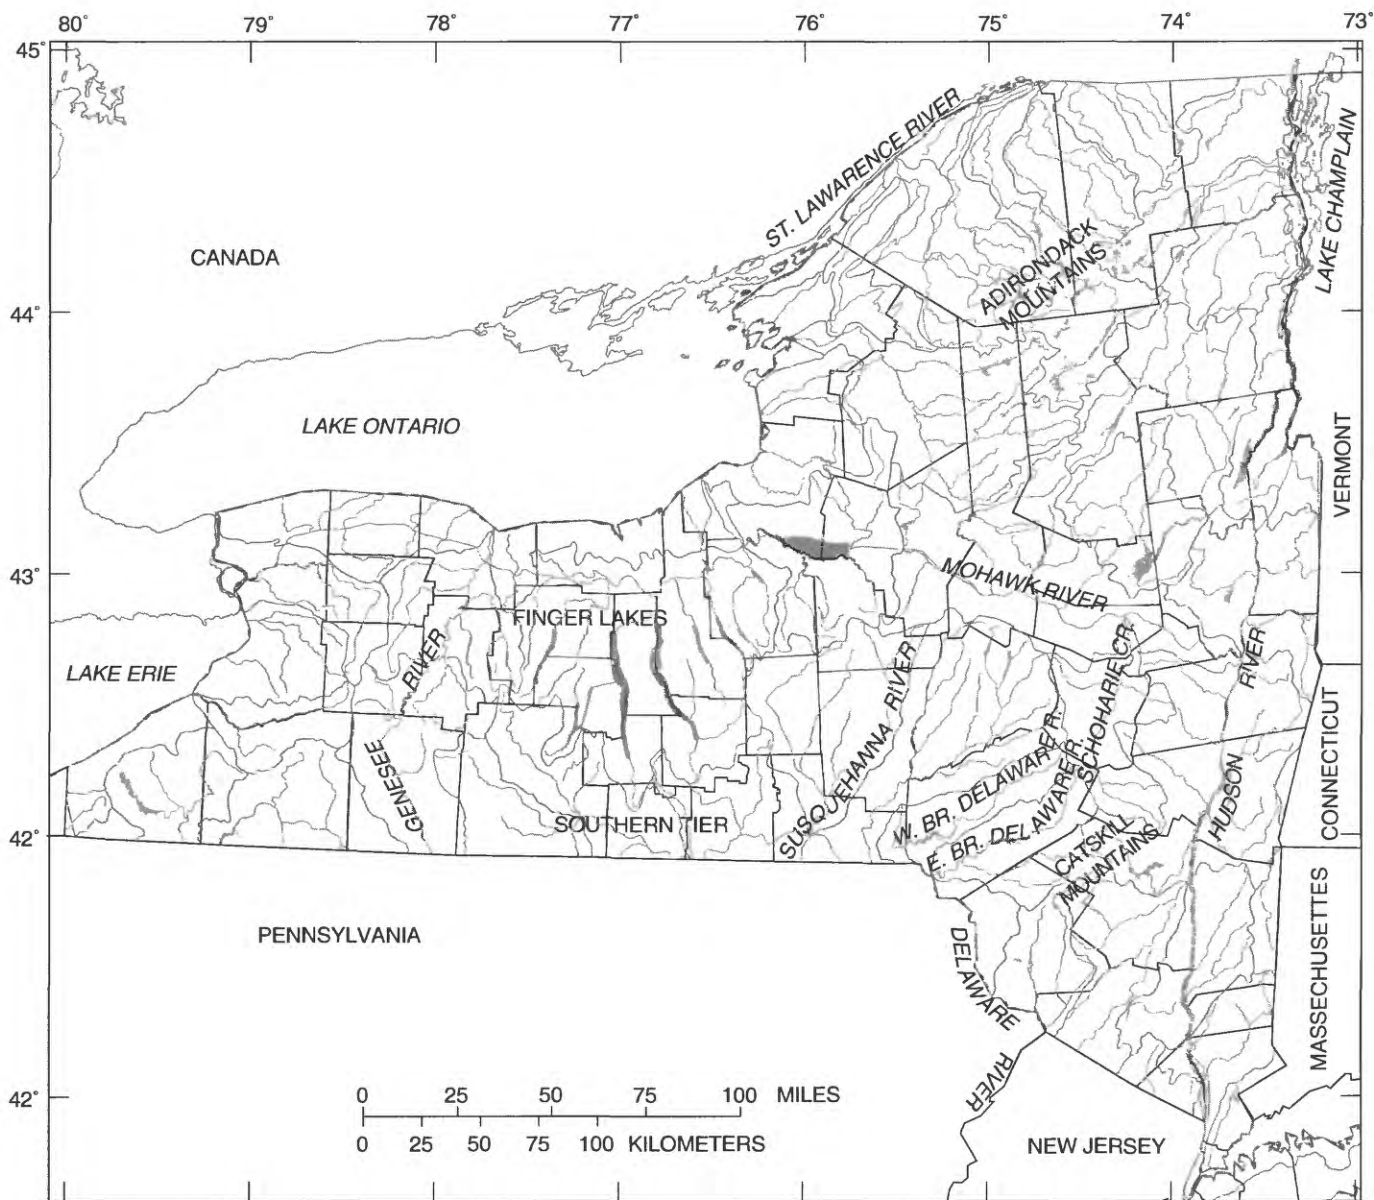 80° 79° 78° 77° 76° 75° 74° 73°
45°
ST. LAWARENCE RIVER
LAKE CHAMPLAIN
CANADA
ADIRONDACK
MOUNTAINS
44°
LAKE ONTARIO
VERMONT
43°
MOHAWK RIVER
FINGER LAKES
LAKE ERIE
RIVER
GENESEE
SUSQUEHANNA RIVER
SCHOHARIE CR.
RIVER
HUDSON
CONNECTICUT
W. BR. DELAWARE R.
E. BR. DELAWARE R.
42°
SOUTHERN TIER
CATSKILL
MOUNTAINS
PENNSYLVANIA
MASSECHUSETTES
DELAWARE
RIVER
42°
0 25 50 75 100 MILES
0 25 50 75 100 KILOMETERS
NEW JERSEY